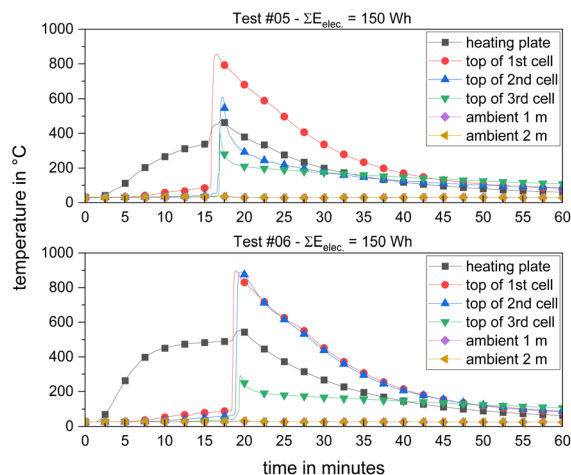 Test #05 - ΣEelec. = 150 Wh
1000
800
600
400
200
0
heating plate
top of 1st cell
top of 2nd cell
top of 3rd cell
ambient 1 m
ambient 2 m
0 5 10 15 20 25 30 35 40 45 50 55 60
temperature in °C
Test #06 - ΣEelec. = 150 Wh
1000
800
600
400
200
0
heating plate
top of 1st cell
top of 2nd cell
top of 3rd cell
ambient 1 m
ambient 2 m
0 5 10 15 20 25 30 35 40 45 50 55 60
time in minutes